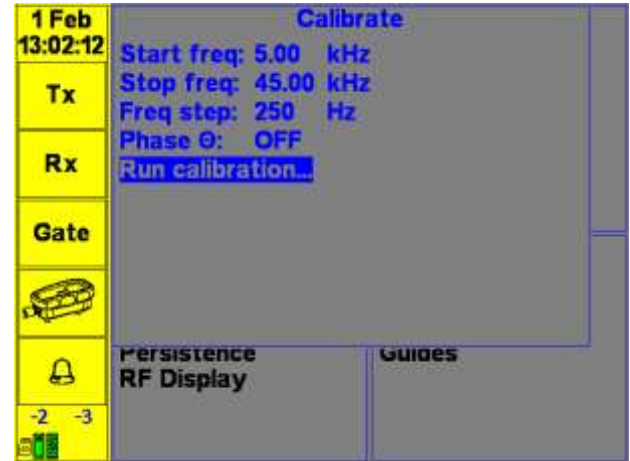 1 Feb
13:02:12
Tx
Rx
Gate
-2 -3
Calibrate
Start freq: 5.00 kHz
Stop freq: 45.00 kHz
Freq step: 250 Hz
Phase Θ: OFF
Run calibration...
Persistence
RF Display
Guides